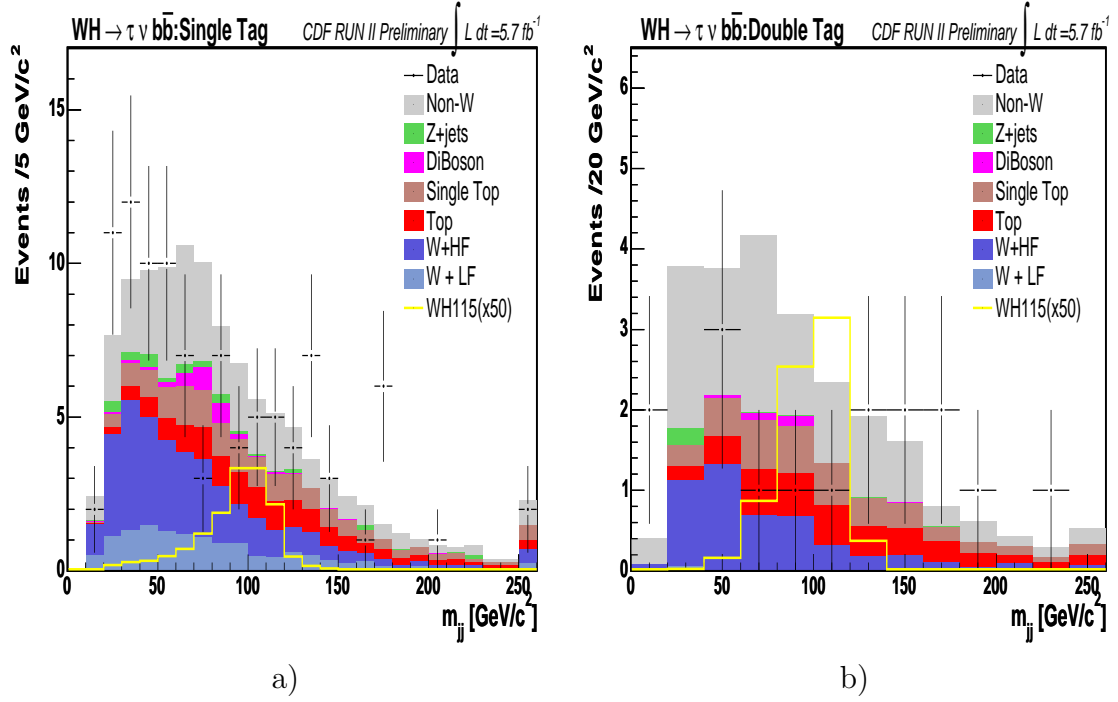 WH → τ ν bb̄:Single Tag
CDF RUN II Preliminary ∫ L dt =5.7 fb⁻¹
Events /5 GeV/c²
15
10
5
0
Data
Non-W
Z+jets
DiBoson
Single Top
Top
W+HF
W + LF
WH115(x50)
0 50 100 150 200 250
m_jj [GeV/c²]
a)
WH → τ ν bb̄:Double Tag
CDF RUN II Preliminary ∫ L dt =5.7 fb⁻¹
Events /20 GeV/c²
6
5
4
3
2
1
0
Data
Non-W
Z+jets
DiBoson
Single Top
Top
W+HF
W + LF
WH115(x50)
0 50 100 150 200 250
m_jj [GeV/c²]
b)